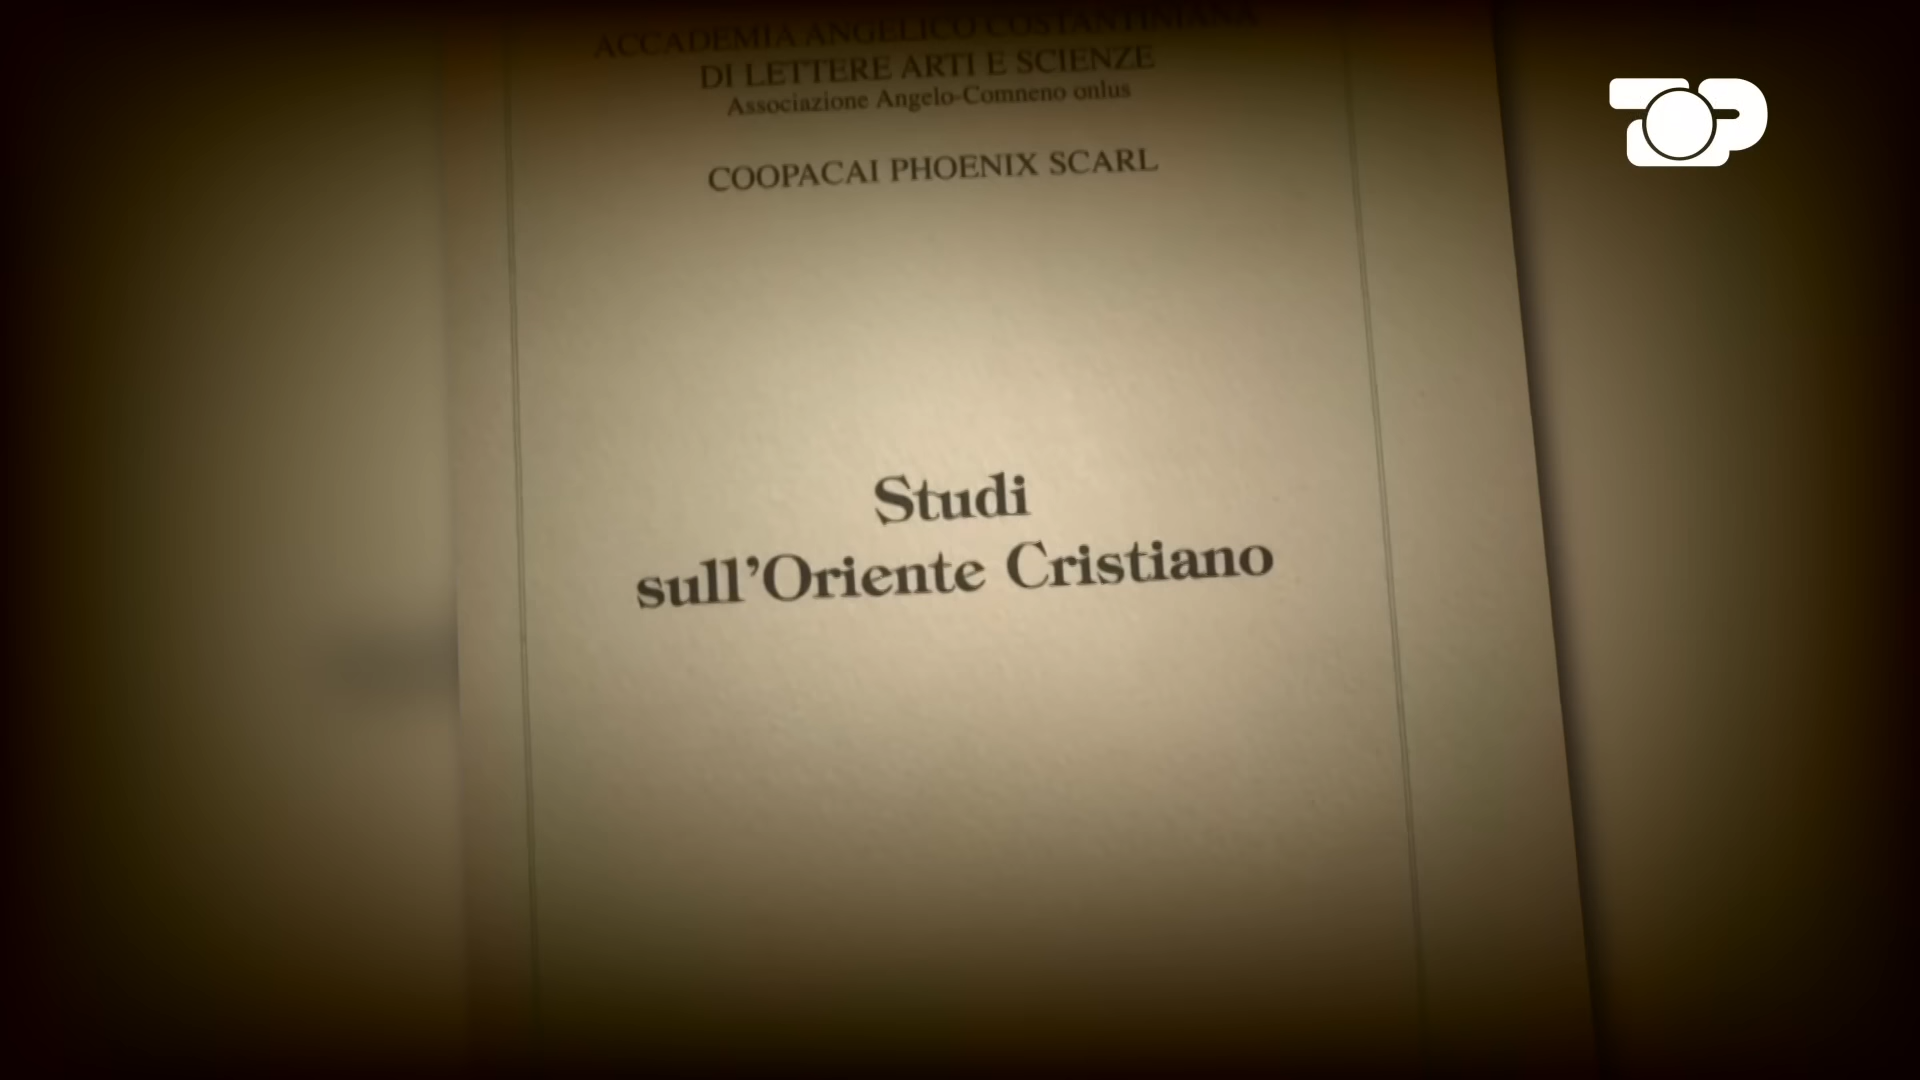 ACCADEMIA ANGELICO COSTANTINIANA
DI LETTERE ARTI E SCIENZE
Associazione Angelo-Comneno onlus
COOPACAI PHOENIX SCARL
Studi
sull'Oriente Cristiano